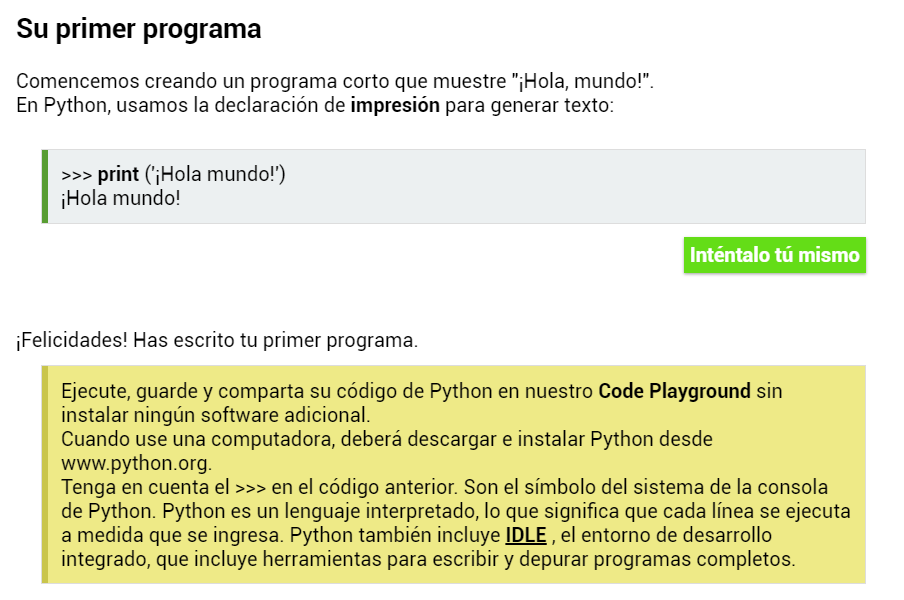 Su primer programa
Comencemos creando un programa corto que muestre "¡Hola, mundo!".
En Python, usamos la declaración de impresión para generar texto:
>>> print ('¡Hola mundo!')
¡Hola mundo!
Inténtalo tú mismo
¡Felicidades! Has escrito tu primer programa.
Ejecute, guarde y comparta su código de Python en nuestro Code Playground sin
instalar ningún software adicional.
Cuando use una computadora, deberá descargar e instalar Python desde
www.python.org.
Tenga en cuenta el >>> en el código anterior. Son el símbolo del sistema de la consola
de Python. Python es un lenguaje interpretado, lo que significa que cada línea se ejecuta
a medida que se ingresa. Python también incluye IDLE , el entorno de desarrollo
integrado, que incluye herramientas para escribir y depurar programas completos.